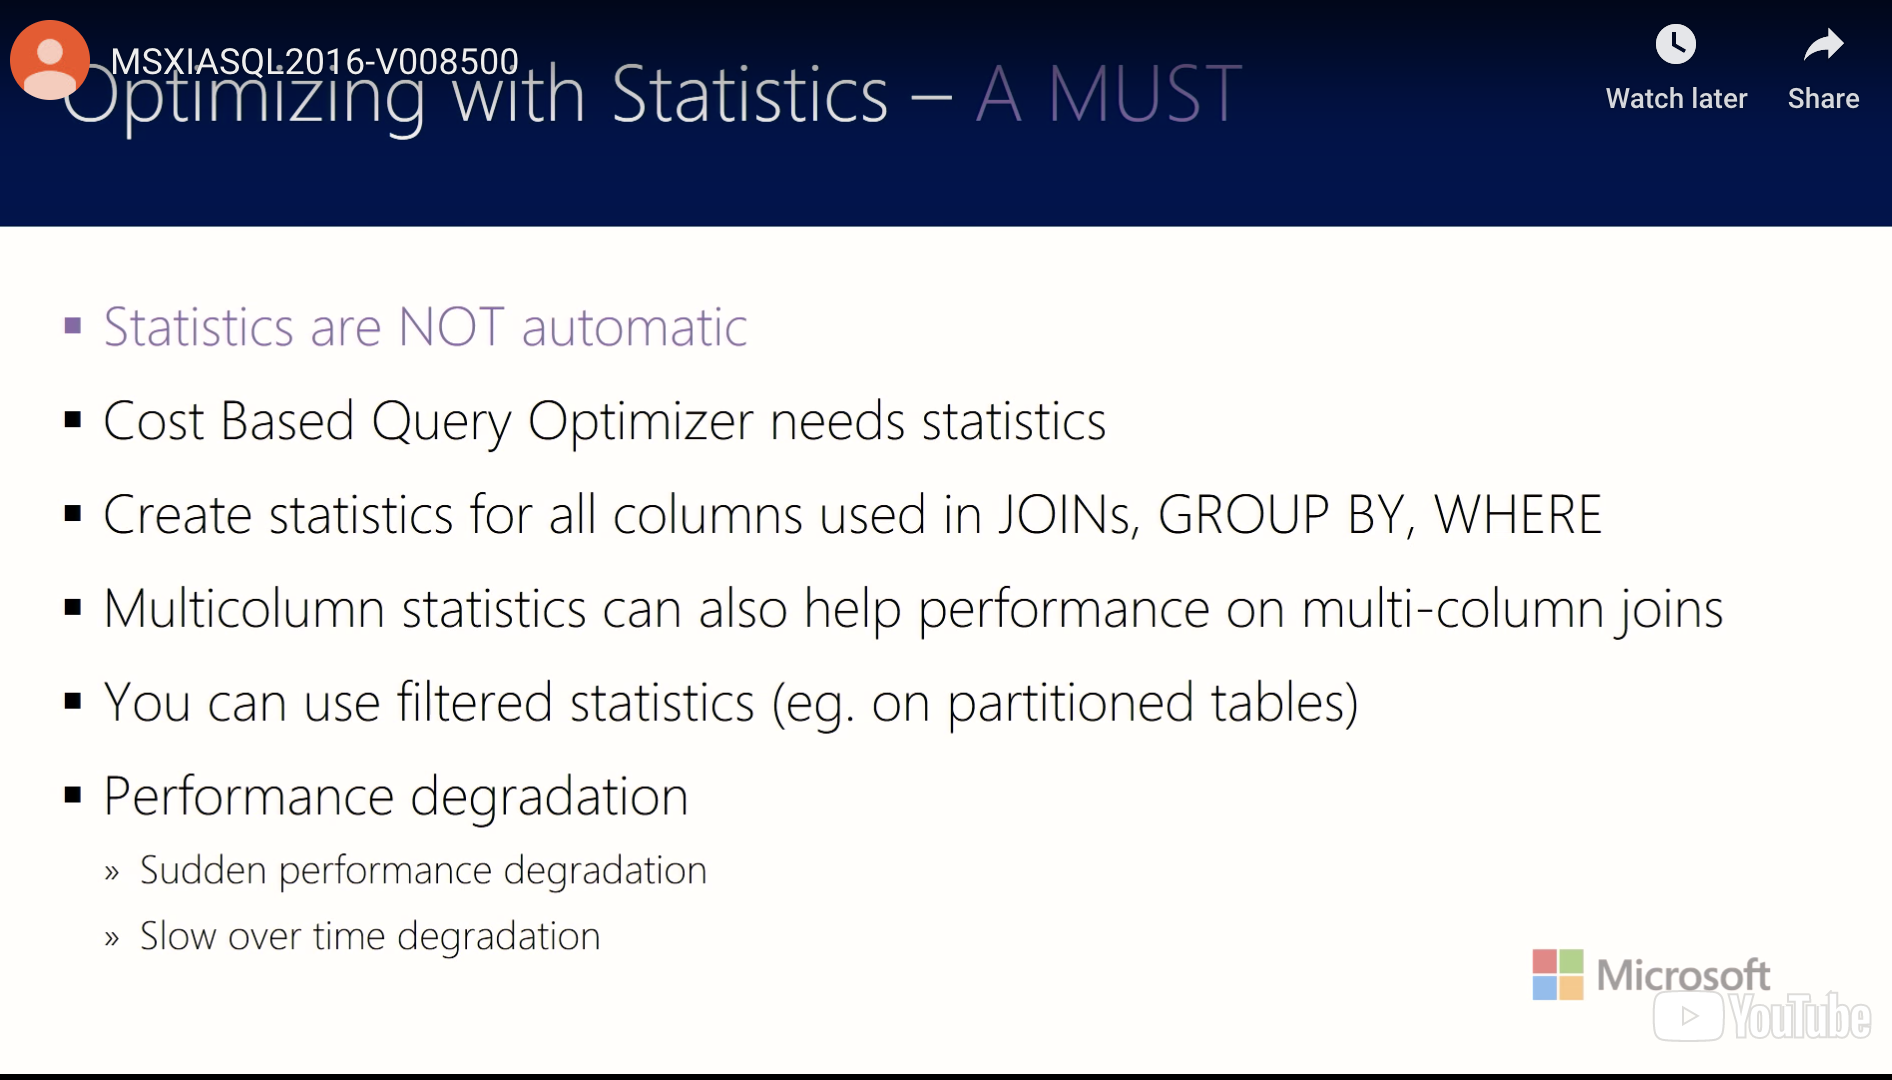 MSXIASQL2016-V008500
Watch later
Share
Optimizing with Statistics – A MUST
▪ Statistics are NOT automatic
▪ Cost Based Query Optimizer needs statistics
▪ Create statistics for all columns used in JOINs, GROUP BY, WHERE
▪ Multicolumn statistics can also help performance on multi-column joins
▪ You can use filtered statistics (eg. on partitioned tables)
▪ Performance degradation
» Sudden performance degradation
» Slow over time degradation
Microsoft
YouTube